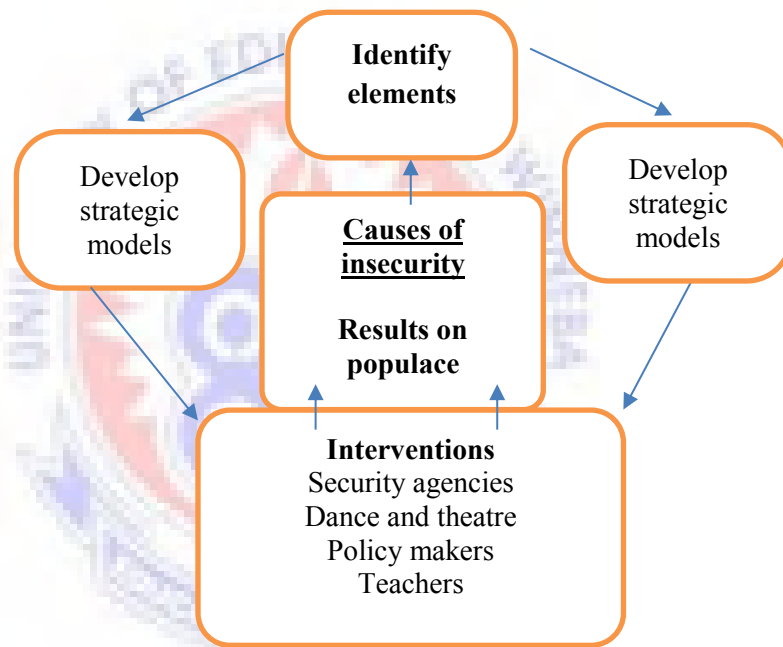 Identify
elements
Develop
strategic
models
Develop
strategic
models
Causes of
insecurity
Results on
populace
Interventions
Security agencies
Dance and theatre
Policy makers
Teachers